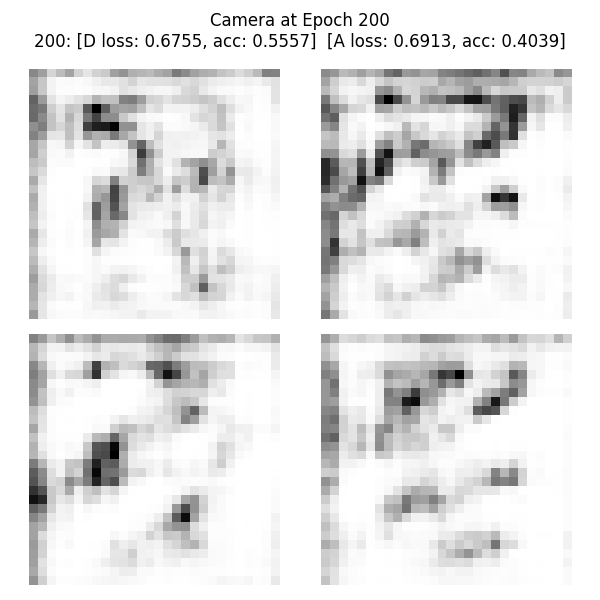 Camera at Epoch 200
200: [D loss: 0.6755, acc: 0.5557]  [A loss: 0.6913, acc: 0.4039]